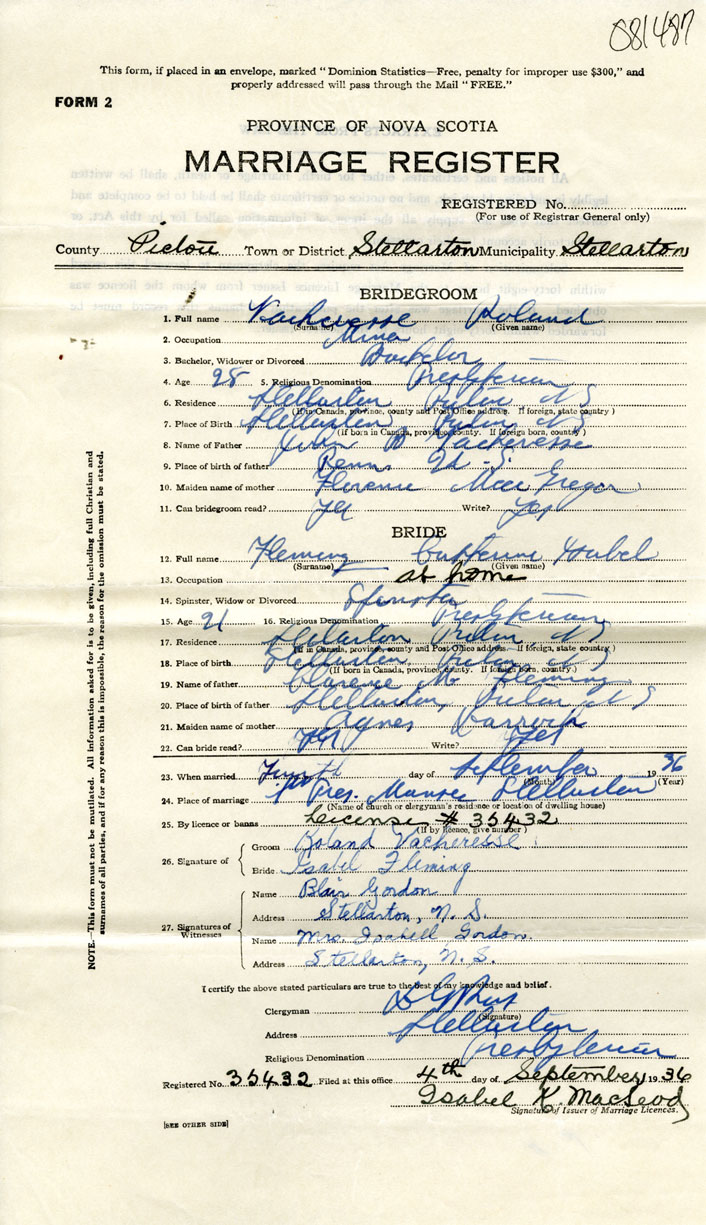 081487
This form, if placed in an envelope, marked "Dominion Statistics—Free, penalty for improper use $300," and
properly addressed will pass through the Mail "FREE."
FORM 2
PROVINCE OF NOVA SCOTIA
MARRIAGE REGISTER
REGISTERED No.
(For use of Registrar General only)
County Pictou Town or District Stellarton Municipality Stellarton
BRIDEGROOM
1. Full name Vacheresse Roland
(Surname) (Given name)
2. Occupation Miner
3. Bachelor, Widower or Divorced Bachelor
4. Age 28 5. Religious Denomination Presbyterian
6. Residence Stellarton Pictou N S
(If in Canada, province, county and Post Office address. If foreign, state country)
7. Place of Birth Stellarton Pictou N S
(If born in Canada, province, county. If foreign born, country)
8. Name of Father John Vacheresse
9. Place of birth of father Penn. U. S.
10. Maiden name of mother Florence MacGregor
11. Can bridegroom read? Yes Write? Yes
BRIDE
12. Full name Fleming Catherine Isabel
(Surname) (Given name)
13. Occupation at home
14. Spinster, Widow or Divorced Spinster
15. Age 21 16. Religious Denomination Presbyterian
17. Residence Stellarton Pictou N S
(If in Canada, province, county and Post Office address. If foreign, state country)
18. Place of birth Stellarton, Pictou N S
(If born in Canada, province, county. If foreign born, country.)
19. Name of father Clarence Mc Fleming
20. Place of birth of father Stellarton, Pictou N S
21. Maiden name of mother Agnes
22. Can bride read? Yes Write? Yes
23. When married Fourth day of September 1936
(Month) (Year)
24. Place of marriage Pres. Manse Stellarton
(Name of church or clergyman's residence or location of dwelling house)
25. By licence or banns License # 35432
(If by licence, give number)
26. Signature of
Groom Roland Vacheresse
Bride Isabel Fleming
27. Signatures of Witnesses
Name Blair Gordon
Address Stellarton, N. S.
Name Mrs. Isabell Gordon.
Address Stellarton, N. S.
I certify the above stated particulars are true to the best of my knowledge and belief.
Clergyman
(Signature)
Address Stellarton
Religious Denomination Presbyterian
Registered No. 35432 Filed at this office 4th day of September 1936
Isabel K. MacLeod
Signature of Issuer of Marriage Licences.
[SEE OTHER SIDE]
NOTE.—This form must not be mutilated. All information asked for is to be given, including full Christian and
surnames of all parties, and if for any reason this is impossible, the reason for the omission must be stated.